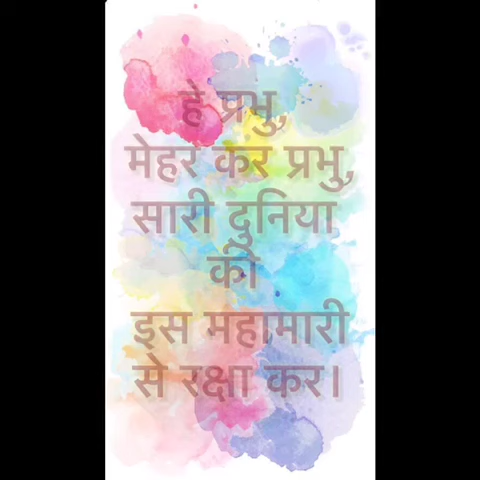 हे प्रभु,
मेहर कर प्रभु,
सारी दुनिया
की
इस महामारी
से रक्षा कर।